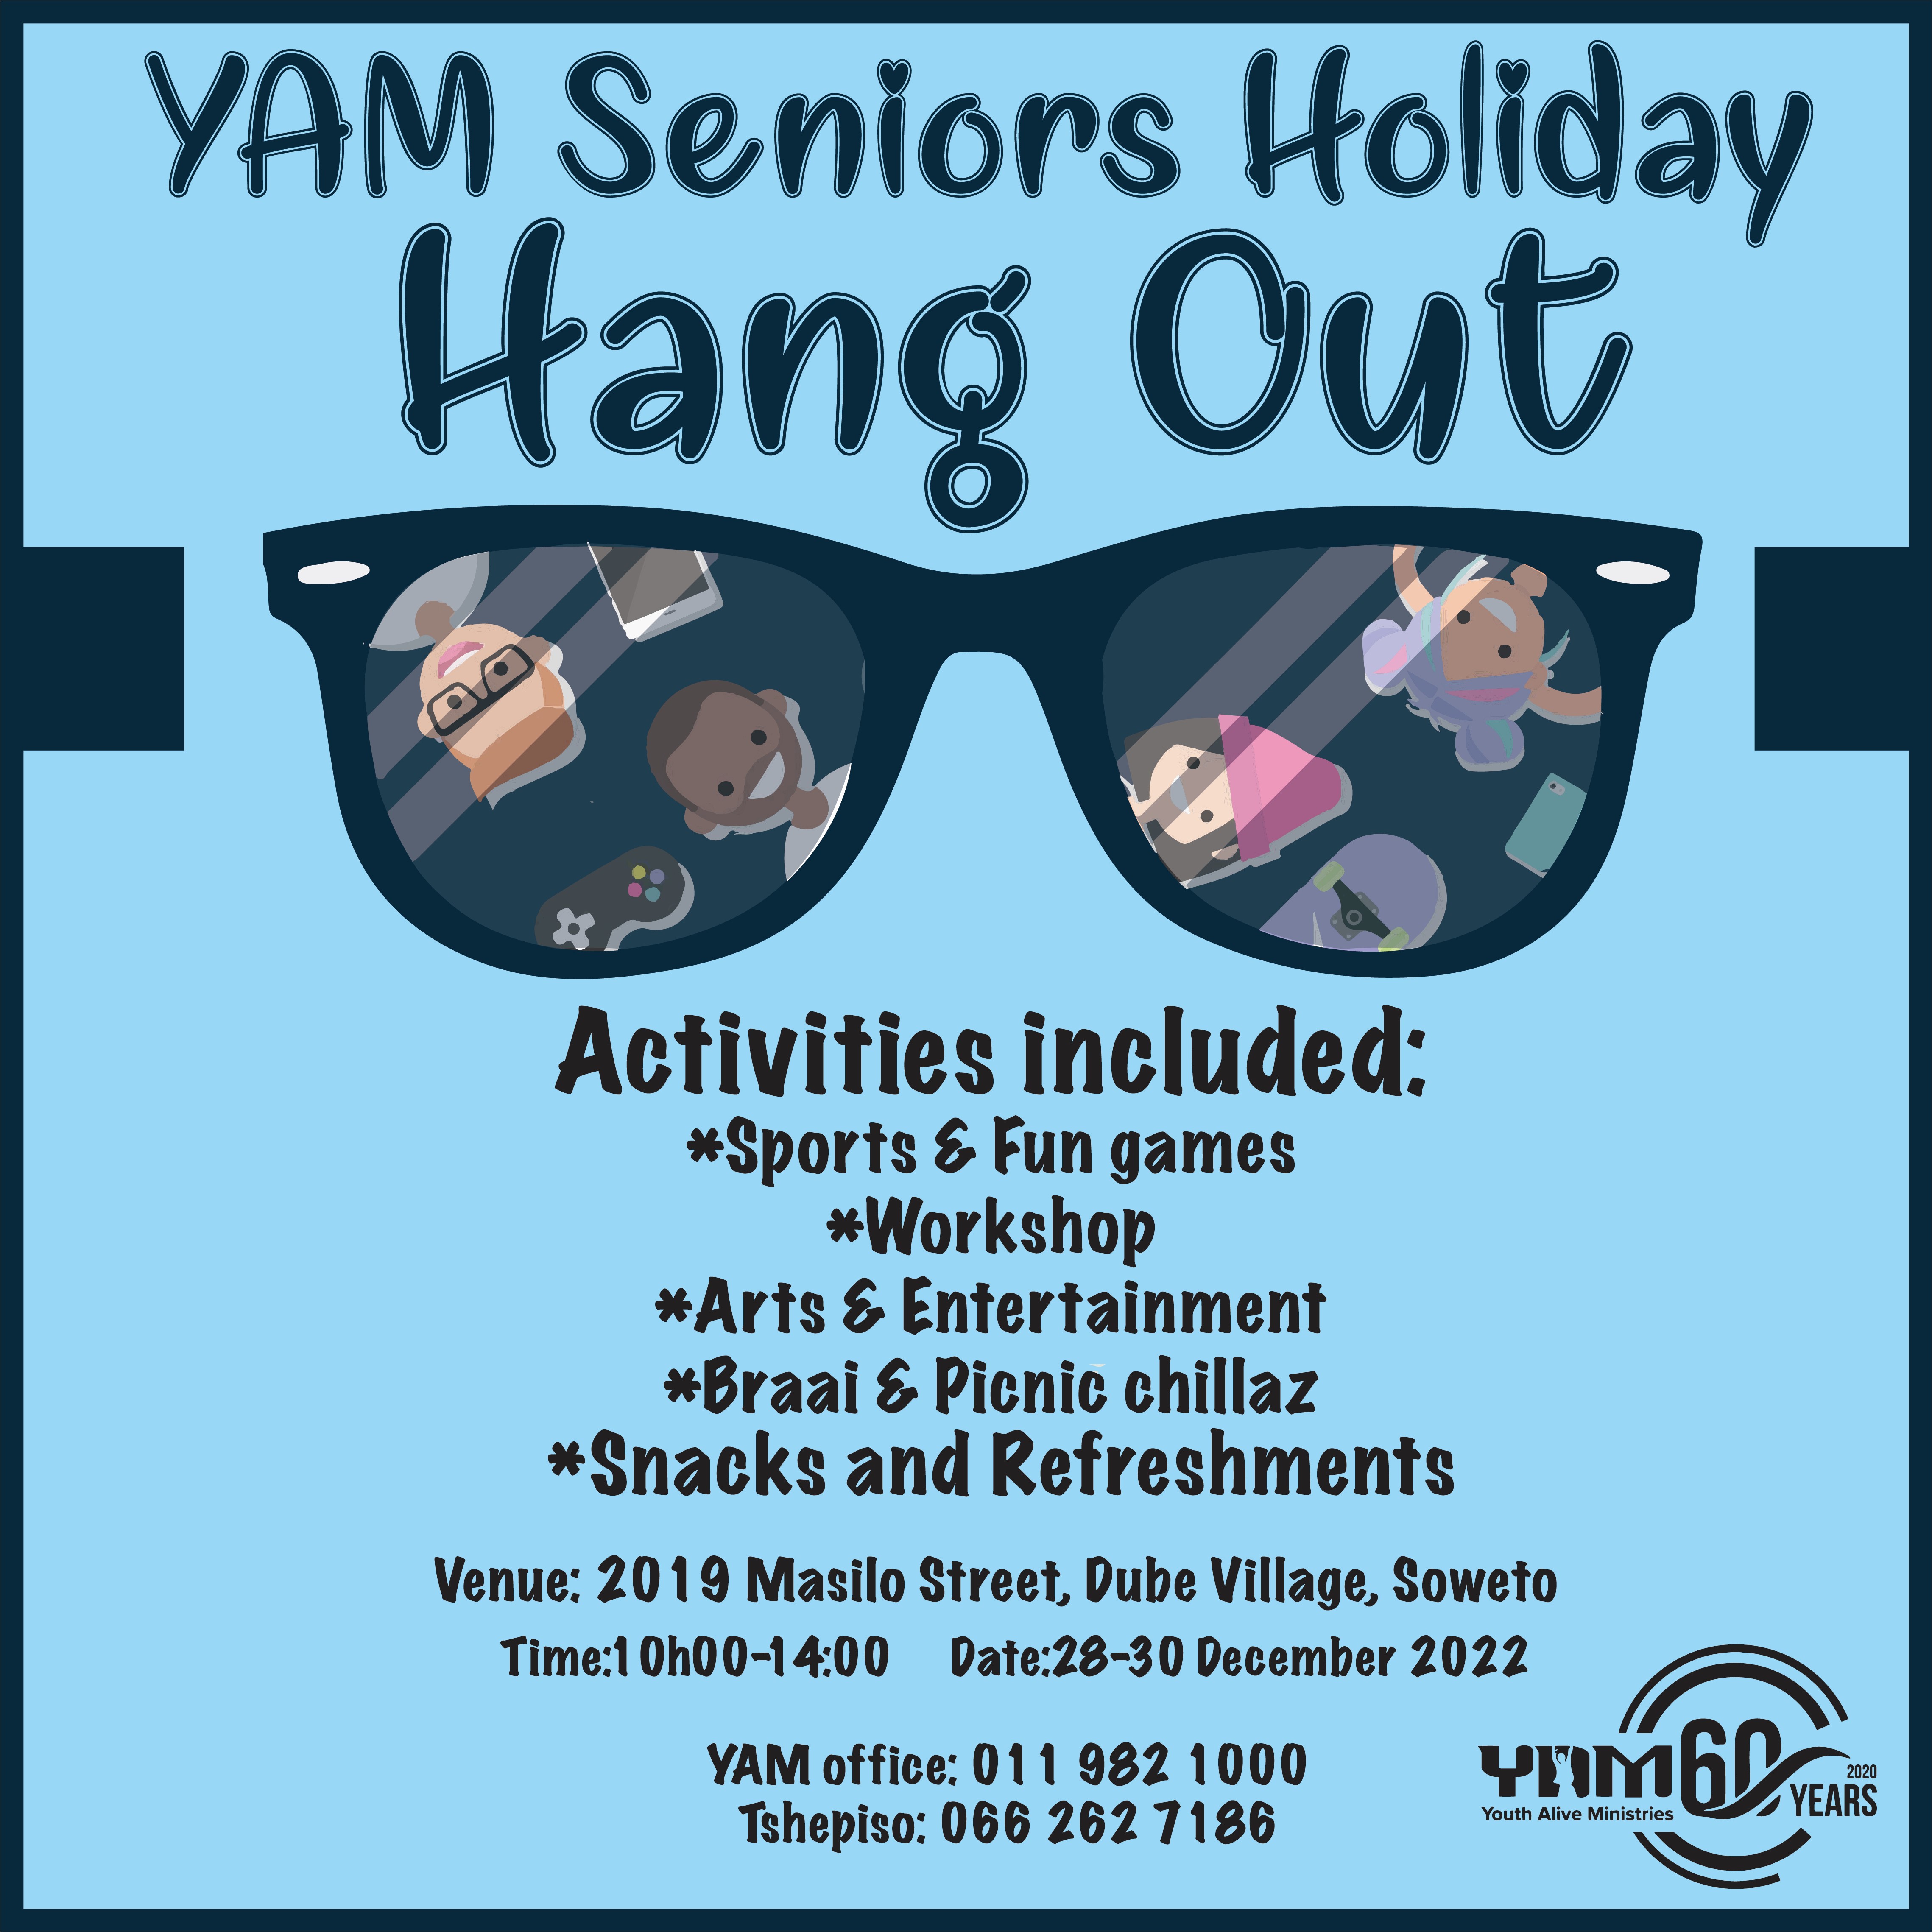 YAM Seniors Holiday
Hang Out
Activities included:
*Sports & Fun games
*Workshop
*Arts & Entertainment
*Braai & Picnic chillaz
*Snacks and Refreshments
Venue: 2019 Masilo Street, Dube Village, Soweto
Time:10h00-14:00 Date:28-30 December 2022
YAM office: 011 982 1000
Tshepiso: 066 262 7186
YAM 60
2020
YEARS
Youth Alive Ministries